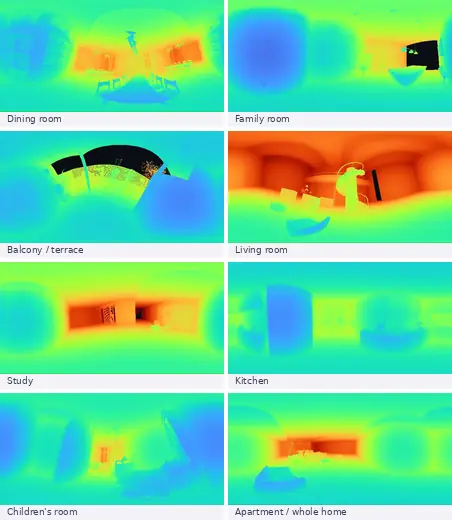 Dining room
Family room
Balcony / terrace
Living room
Study
Kitchen
Children's room
Apartment / whole home